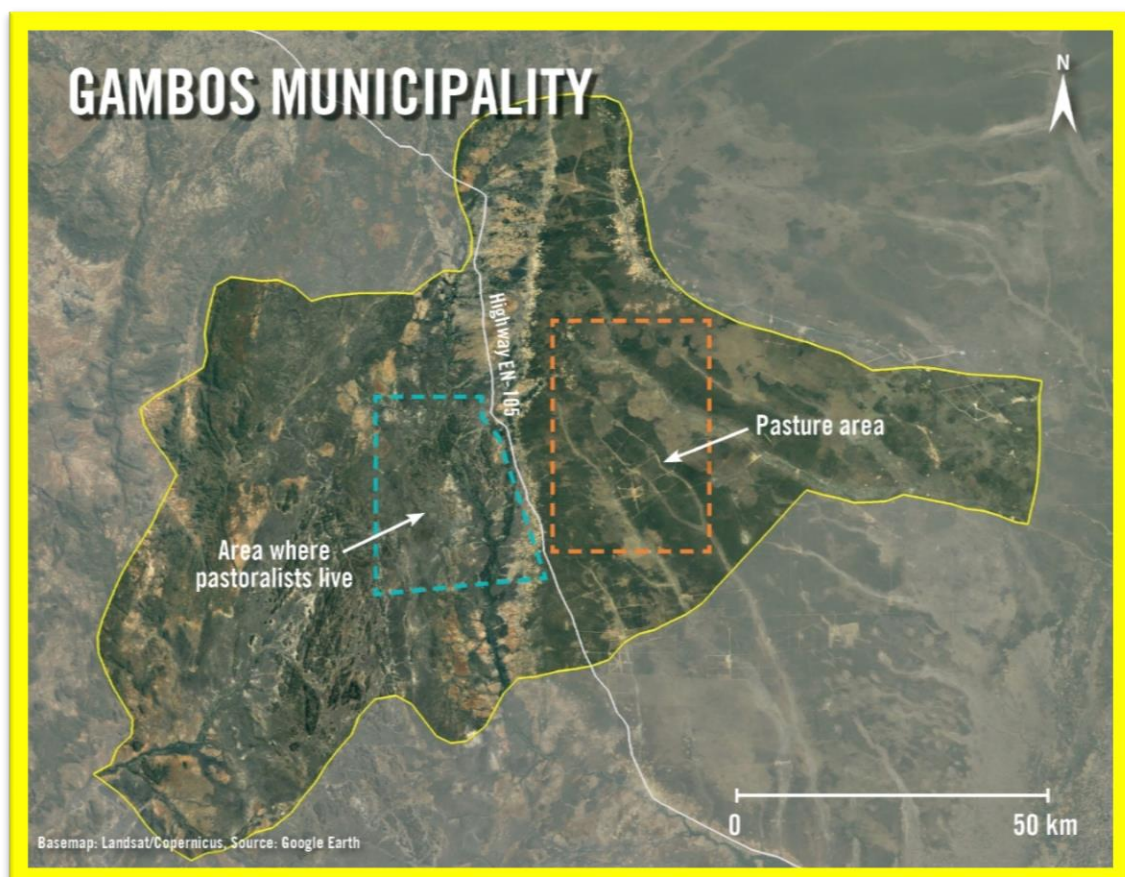 GAMBOS MUNICIPALITY
N
Highway EN-105
Pasture area
Area where
pastoralists live
0 50 km
Basemap: Landsat/Copernicus, Source: Google Earth